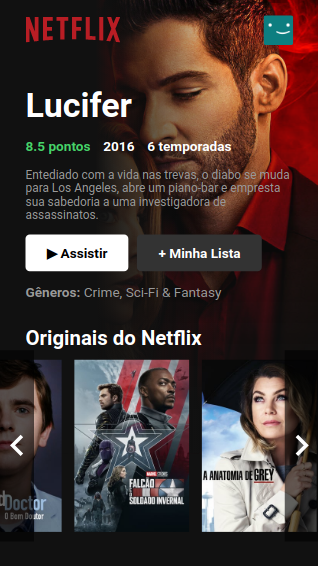 NETFLIX
Lucifer
8.5 pontos 2016 6 temporadas
Entediado com a vida nas trevas, o diabo se muda
para Los Angeles, abre um piano-bar e empresta
sua sabedoria a uma investigadora de
assassinatos.
▶ Assistir + Minha Lista
Gêneros: Crime, Sci-Fi & Fantasy
Originais do Netflix
Doctor
O Bom Doutor
MARVEL STUDIOS
FALCÃO
E O
SOLDADO INVERNAL
A ANATOMIA DE GREY